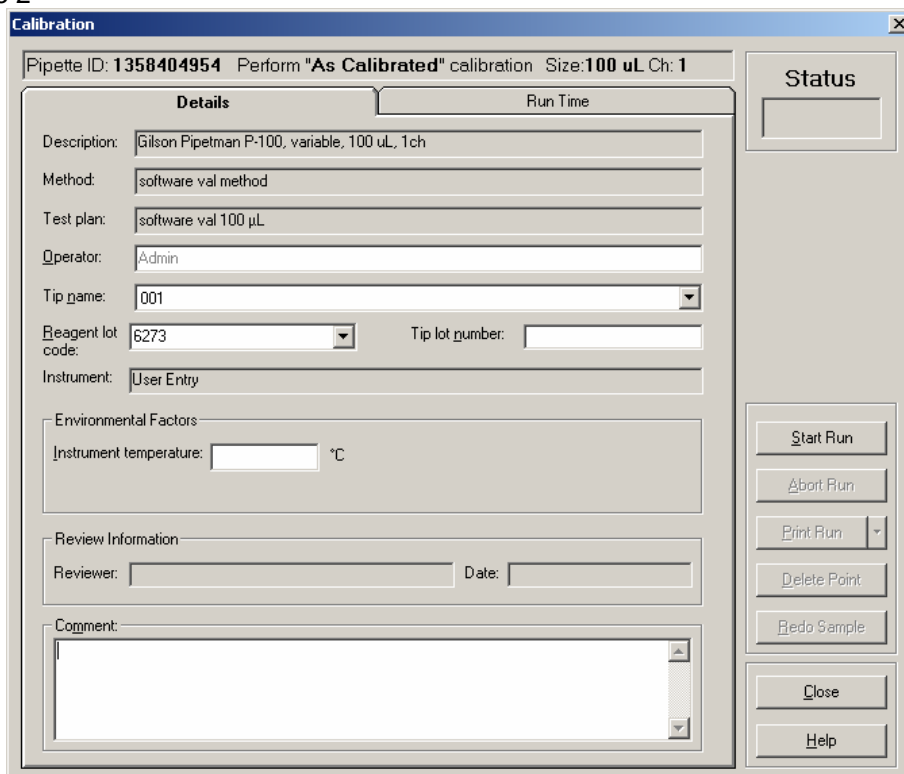 Calibration
Pipette ID: 1358404954 Perform "As Calibrated" calibration Size:100 uL Ch: 1
Status
Details
Run Time
Description: Gilson Pipetman P-100, variable, 100 uL, 1ch
Method: software val method
Test plan: software val 100 µL
Operator: Admin
Tip name: 001
Reagent lot code: 6273 Tip lot number:
Instrument: User Entry
Environmental Factors
Instrument temperature: °C
Review Information
Reviewer: Date:
Comment:
Start Run
Abort Run
Print Run
Delete Point
Redo Sample
Close
Help